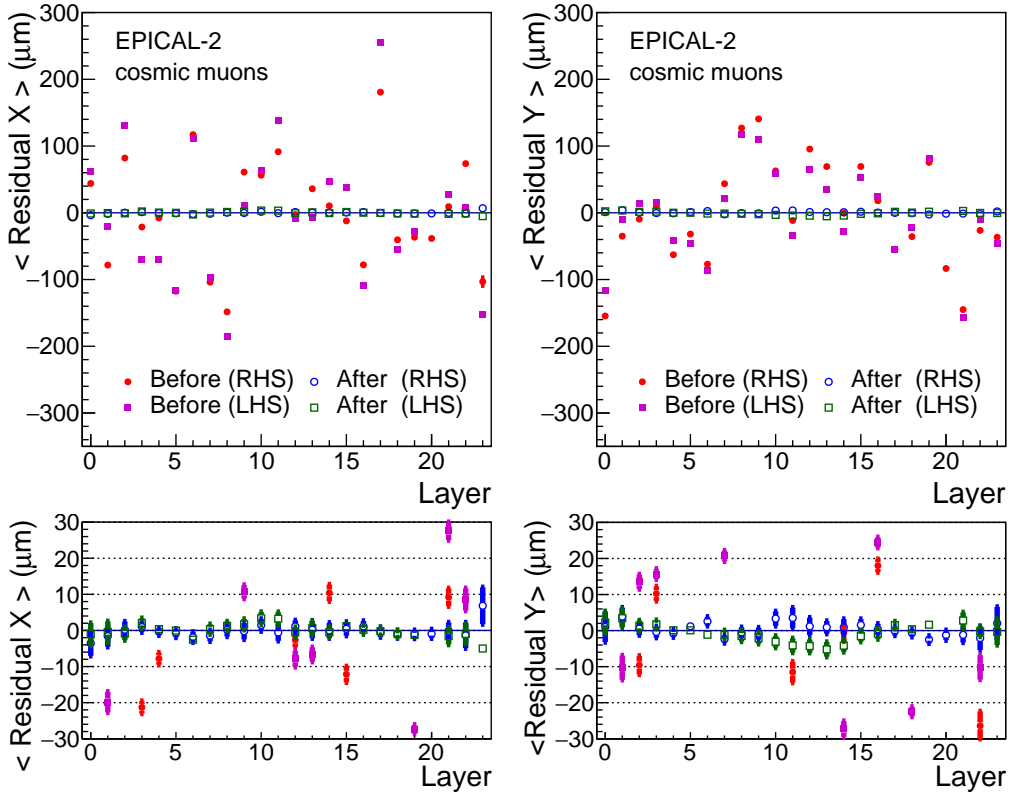 < Residual X > (μm)
300
200
100
0
−100
−200
−300
EPICAL-2
cosmic muons
Before (RHS)
After (RHS)
Before (LHS)
After (LHS)
0 5 10 15 20
Layer
< Residual Y > (μm)
300
200
100
0
−100
−200
−300
EPICAL-2
cosmic muons
Before (RHS)
After (RHS)
Before (LHS)
After (LHS)
0 5 10 15 20
Layer
< Residual X > (μm)
30
20
10
0
−10
−20
−30
0 5 10 15 20
Layer
<Residual Y> (μm)
30
20
10
0
−10
−20
−30
0 5 10 15 20
Layer